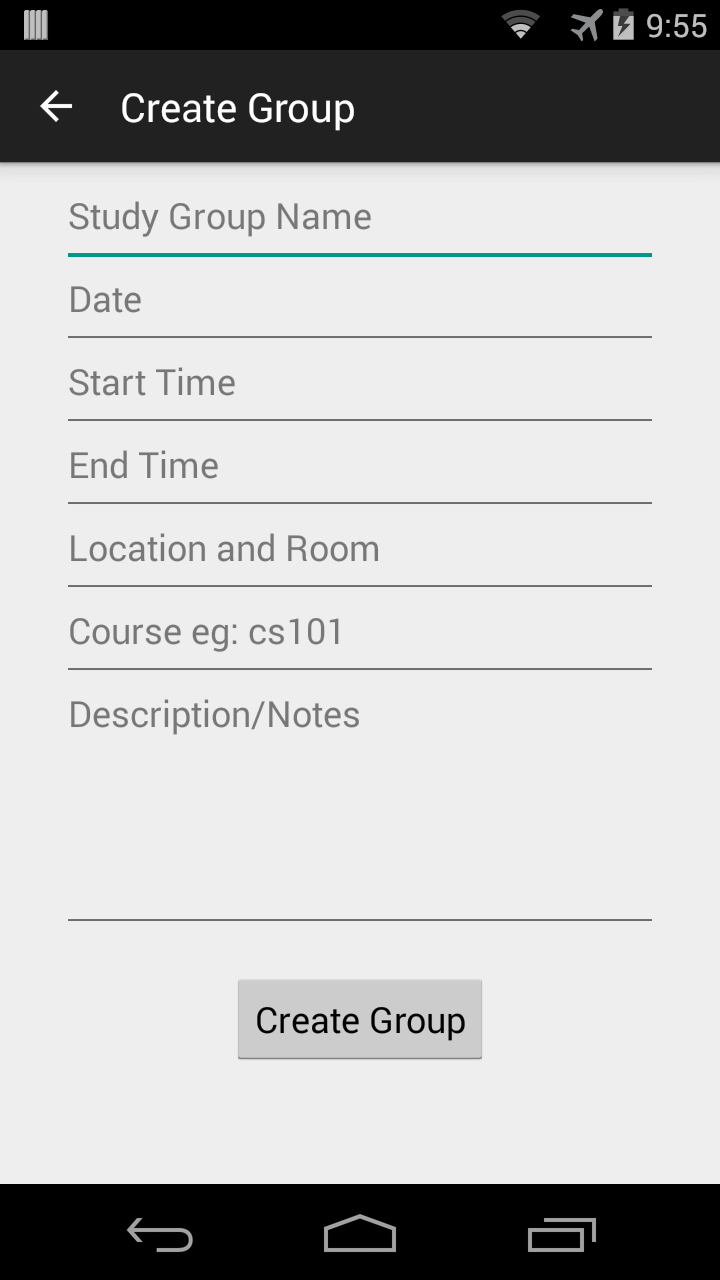 9:55
Create Group
Study Group Name
Date
Start Time
End Time
Location and Room
Course eg: cs101
Description/Notes
Create Group